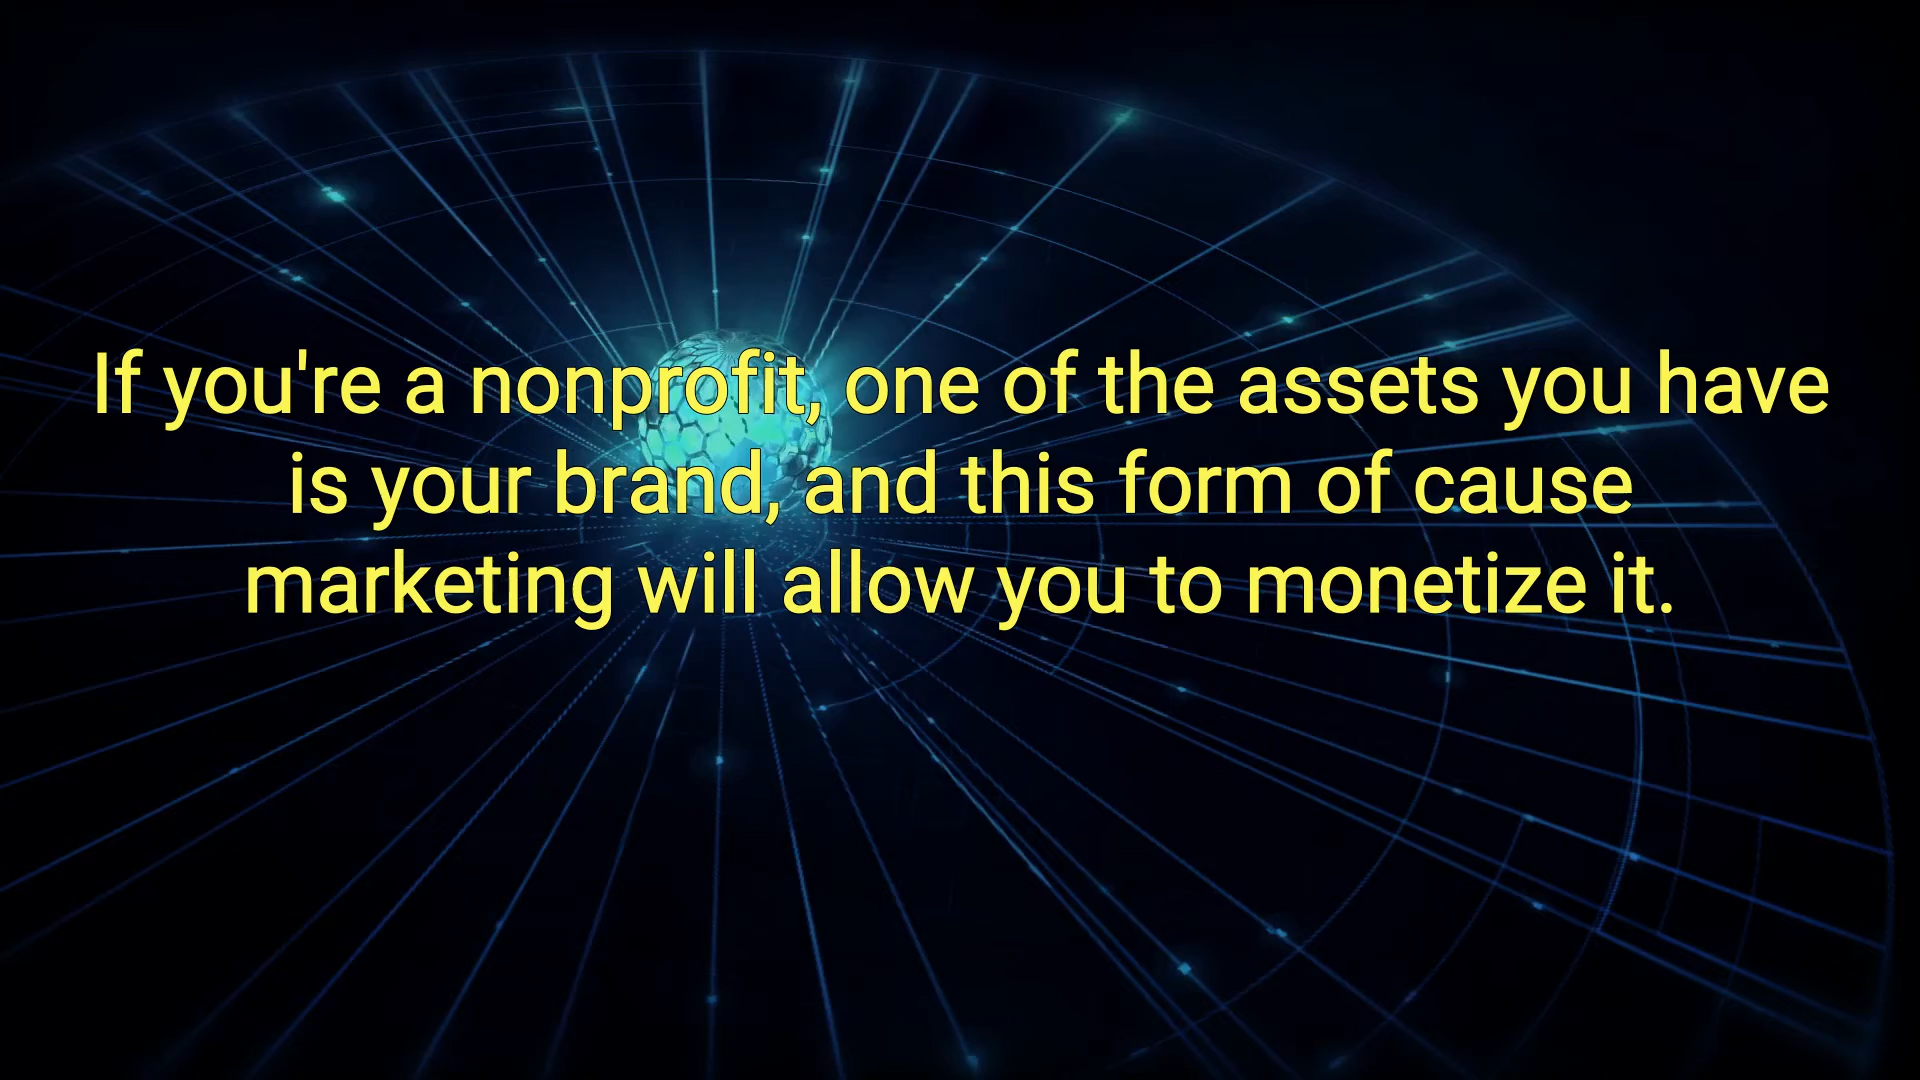 If you're a nonprofit, one of the assets you have
is your brand, and this form of cause
marketing will allow you to monetize it.